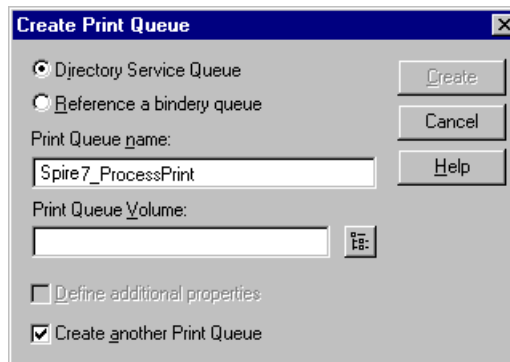 Create Print Queue
Directory Service Queue
Reference a bindery queue
Print Queue name:
Spire7_ProcessPrint
Print Queue Volume:
Define additional properties
Create another Print Queue
Create
Cancel
Help